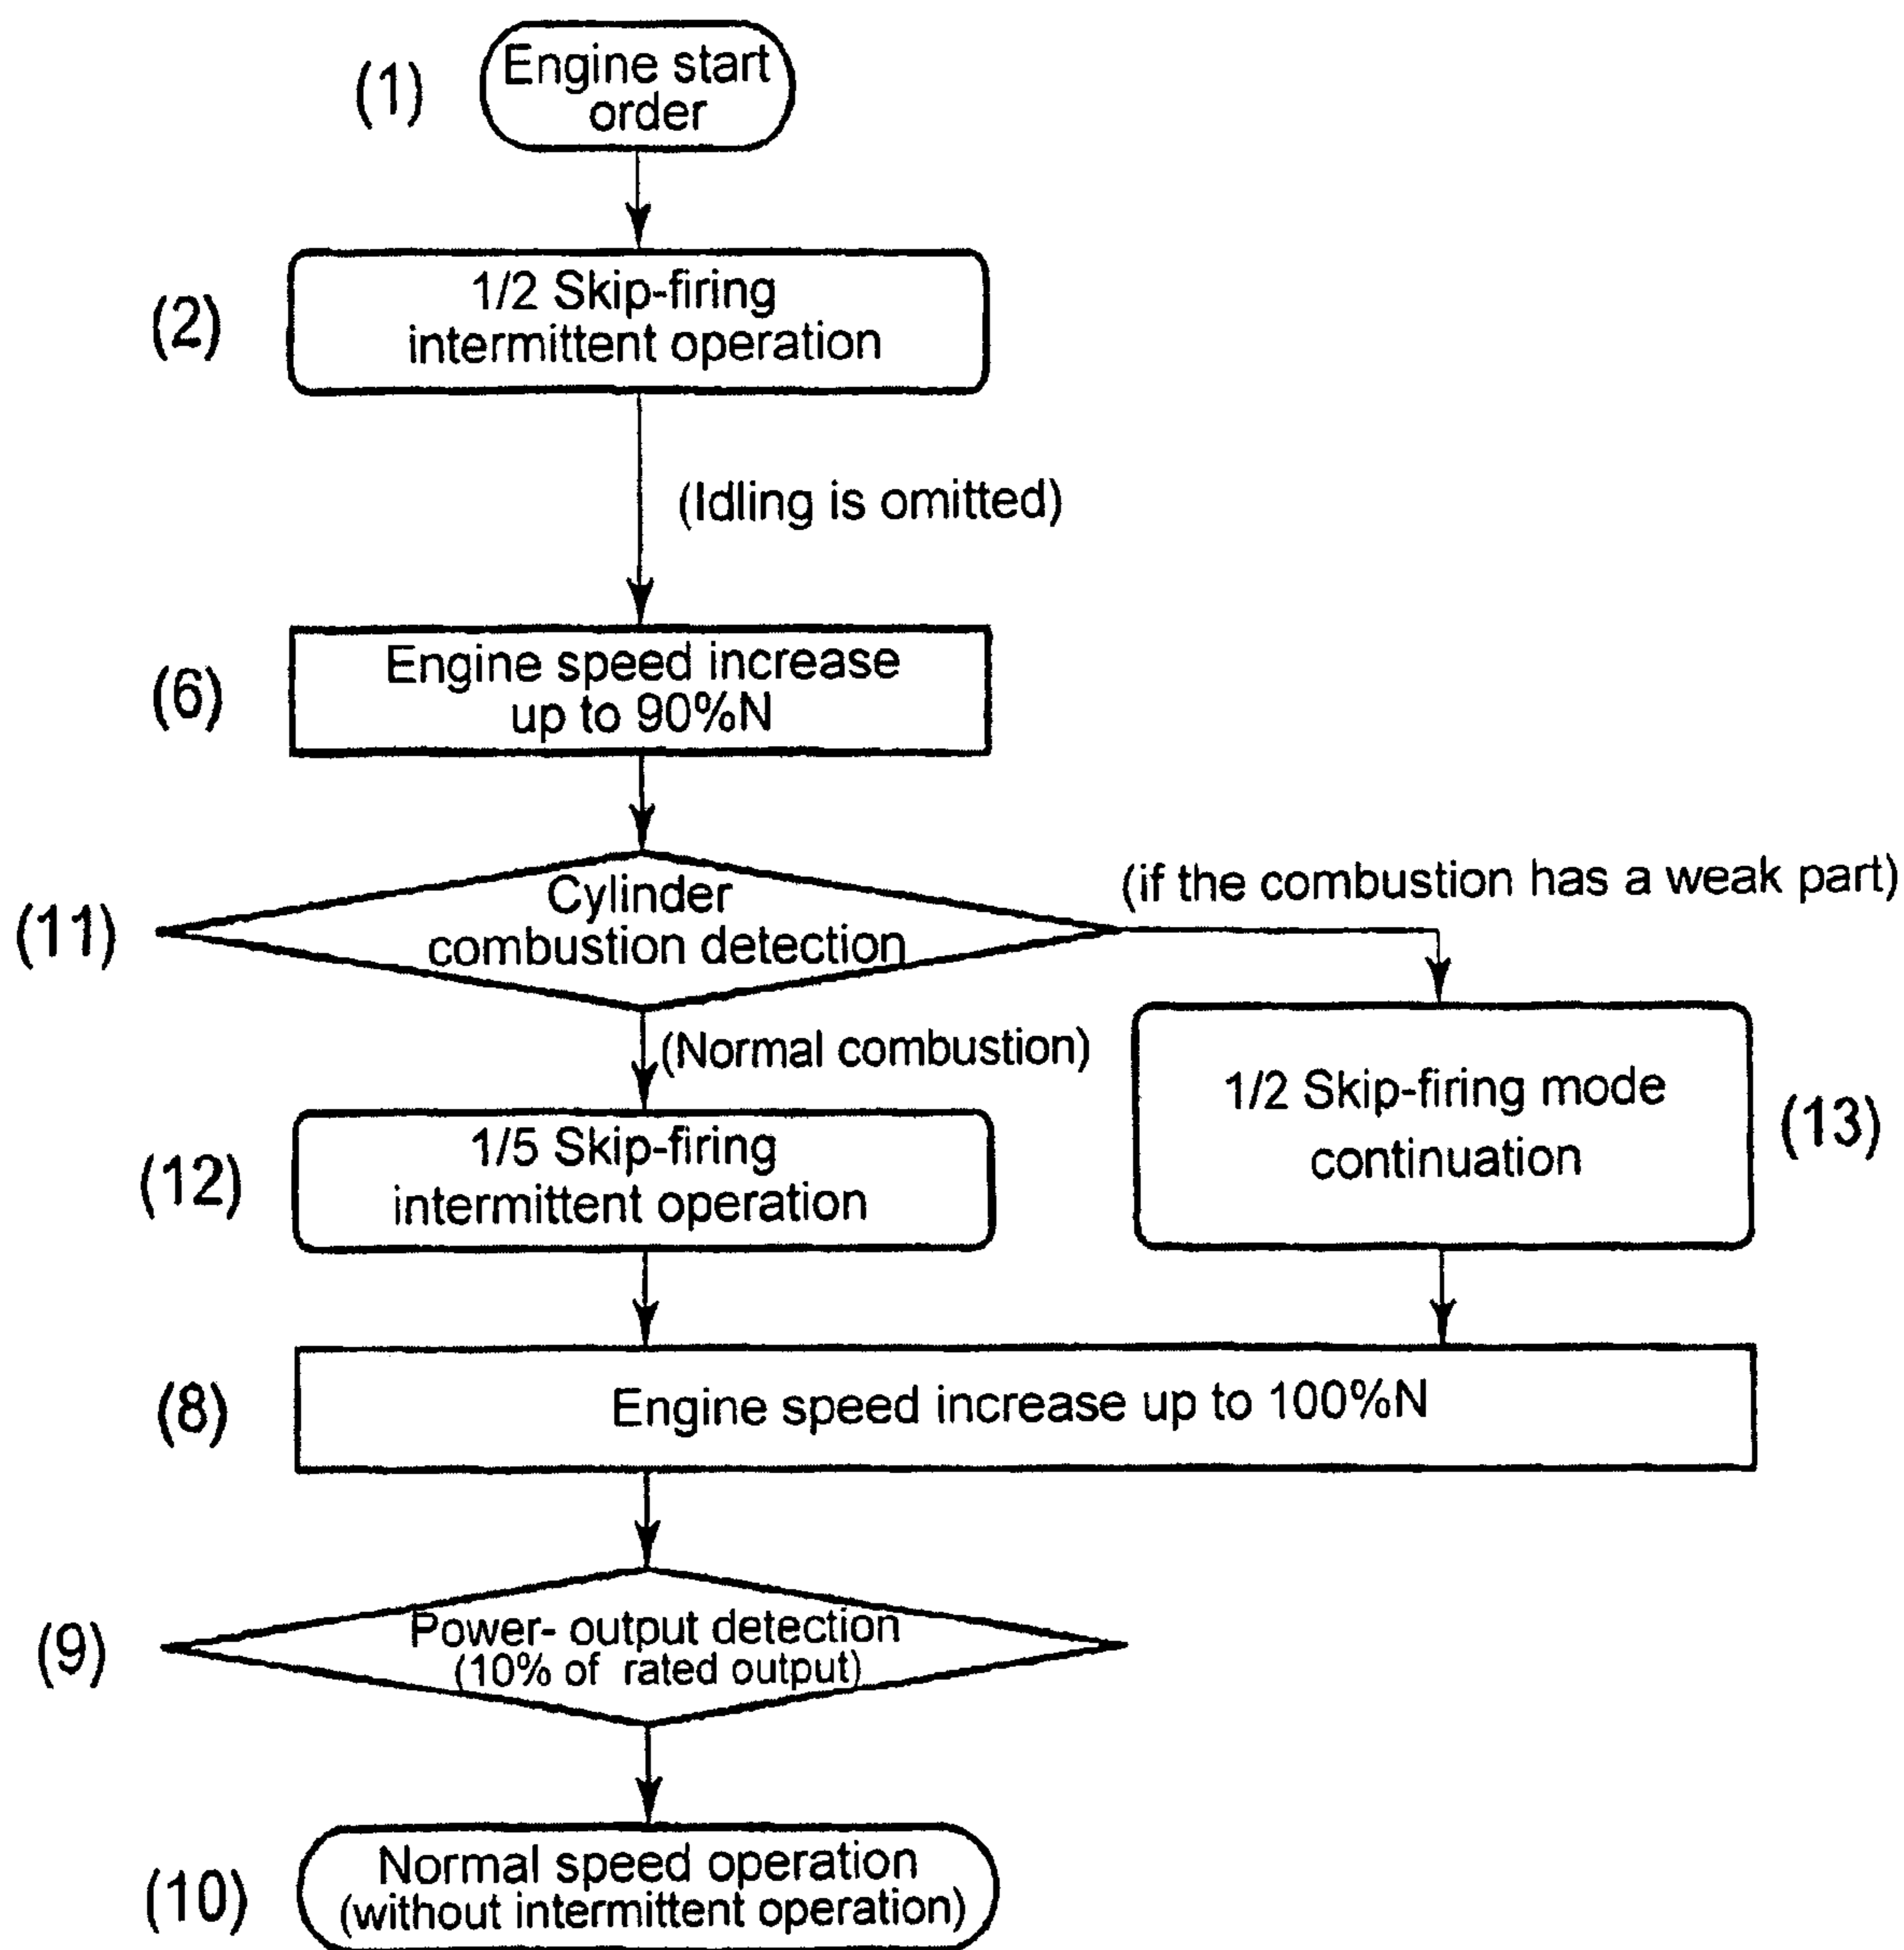 (1)
Engine start
order
(2)
1/2 Skip-firing
intermittent operation
(Idling is omitted)
(6)
Engine speed increase
up to 90%N
(11)
Cylinder
combustion detection
(if the combustion has a weak part)
(Normal combustion)
(12)
1/5 Skip-firing
intermittent operation
1/2 Skip-firing mode
continuation
(13)
(8)
Engine speed increase up to 100%N
(9)
Power- output detection
(10% of rated output)
(10)
Normal speed operation
(without intermittent operation)